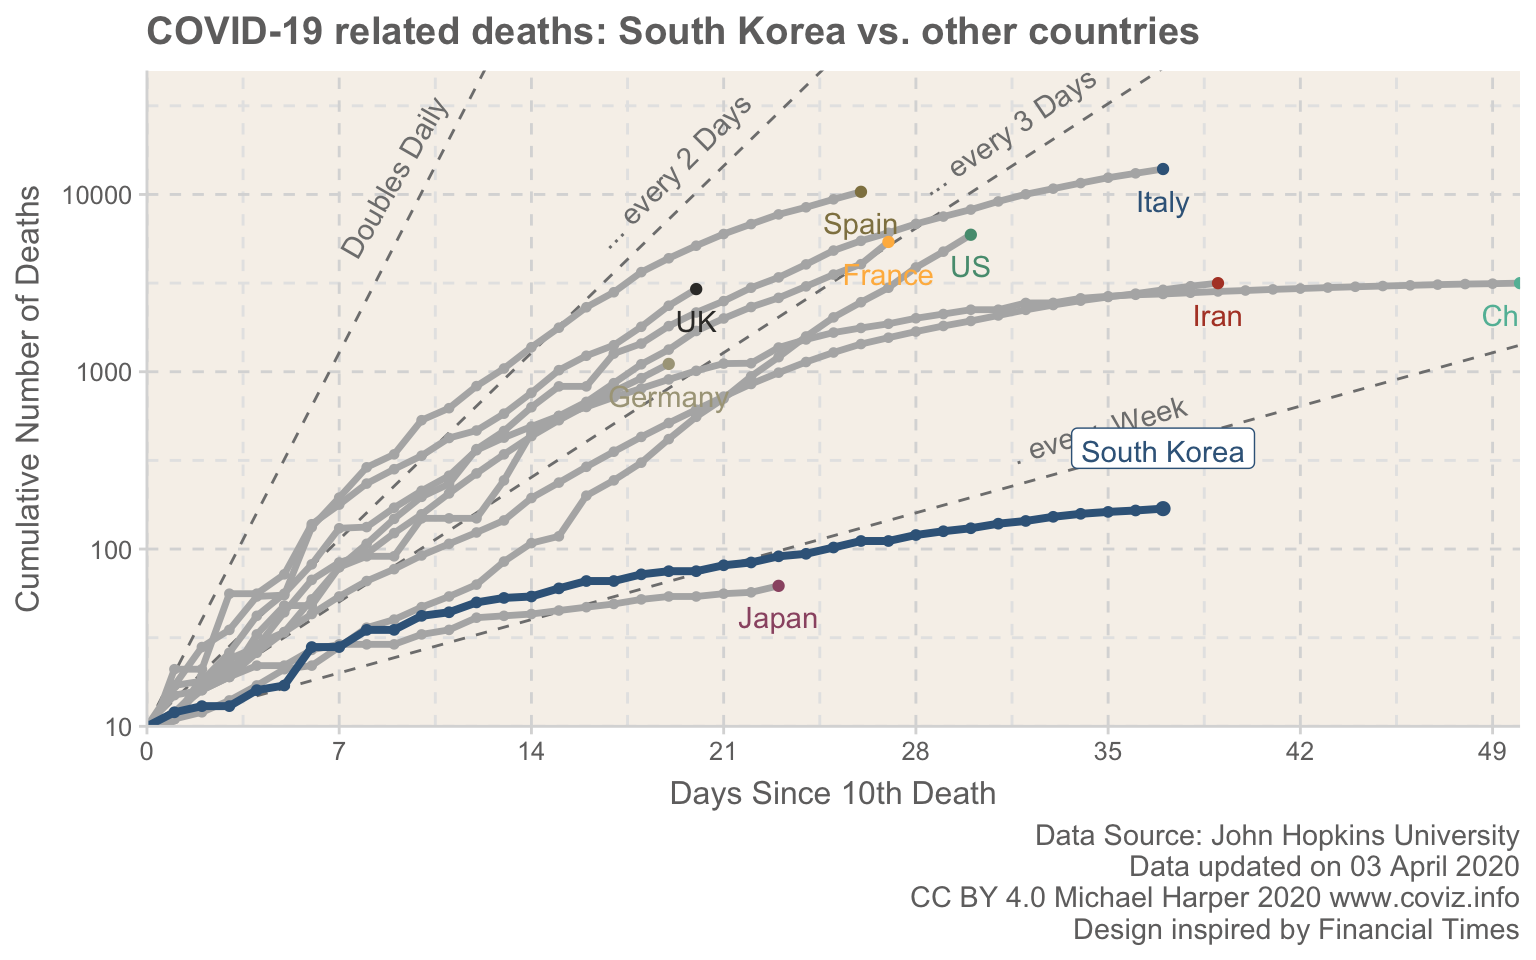 COVID-19 related deaths: South Korea vs. other countries
Cumulative Number of Deaths
10000
1000
100
10
Doubles Daily
... every 2 Days
... every 3 Days
Italy
Spain
US
France
UK
Iran
Ch
Germany
Week
South Korea
Japan
0 7 14 21 28 35 42 49
Days Since 10th Death
Data Source: John Hopkins University
Data updated on 03 April 2020
CC BY 4.0 Michael Harper 2020 www.coviz.info
Design inspired by Financial Times